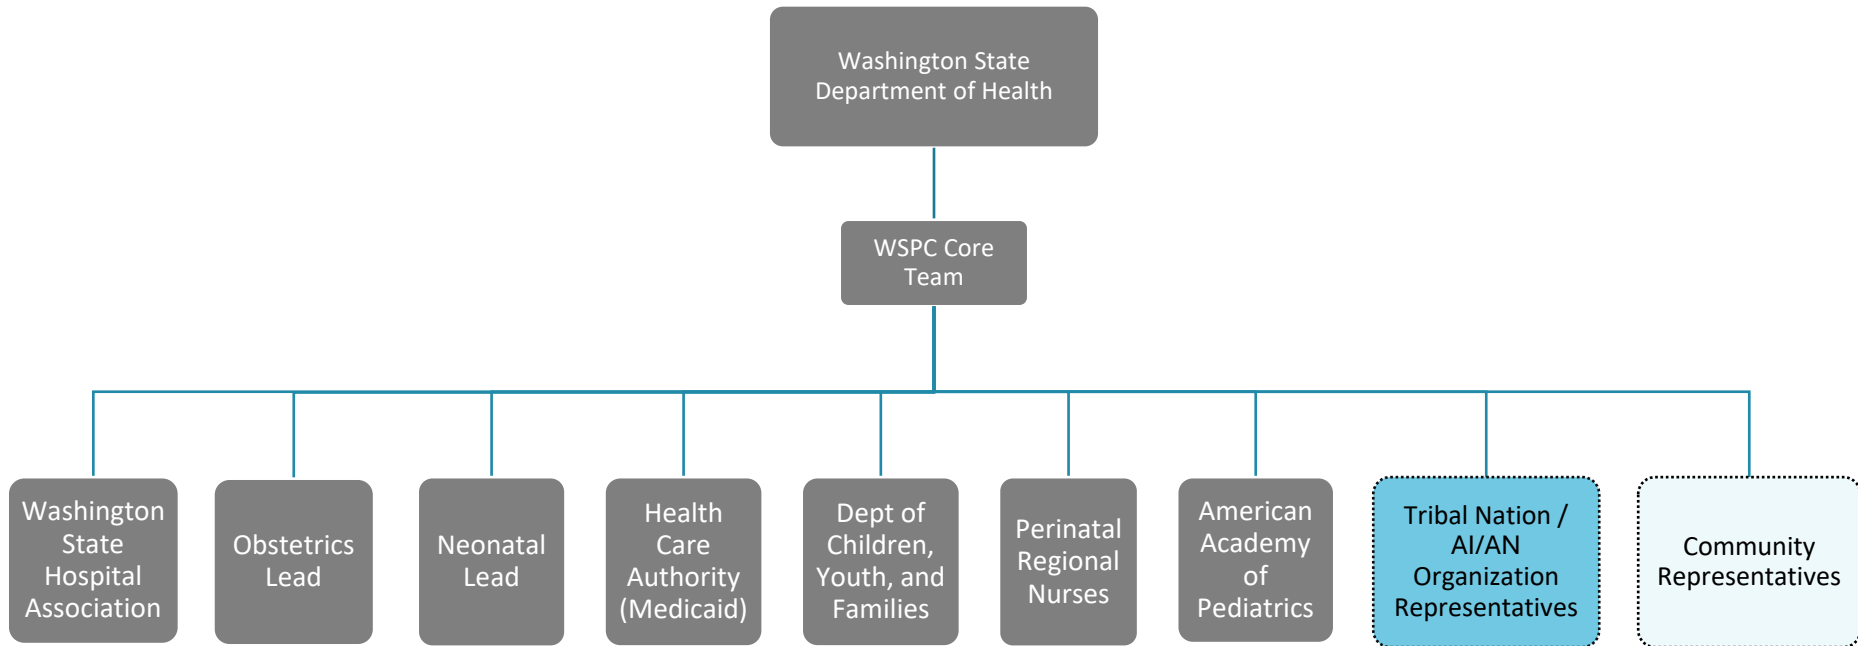 Washington State
Department of Health
WSPC Core
Team
Washington
State
Hospital
Association
Obstetrics
Lead
Neonatal
Lead
Health
Care
Authority
(Medicaid)
Dept of
Children,
Youth, and
Families
Perinatal
Regional
Nurses
American
Academy
of
Pediatrics
Tribal Nation /
AI/AN
Organization
Representatives
Community
Representatives